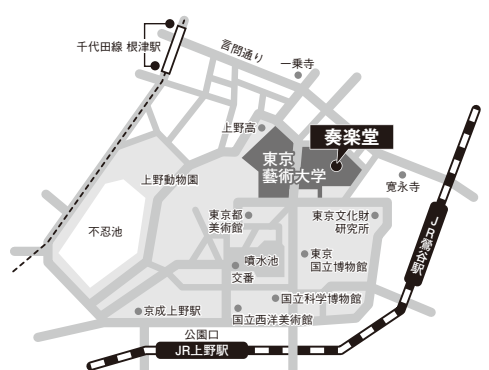 千代田線 根津駅
言問通り
一乗寺
上野高
奏楽堂
東京
藝術大学
上野動物園
寛永寺
東京都
美術館
東京文化財
研究所
不忍池
JR鶯谷駅
噴水池
東京
国立博物館
交番
国立科学博物館
京成上野駅
国立西洋美術館
公園口
JR上野駅